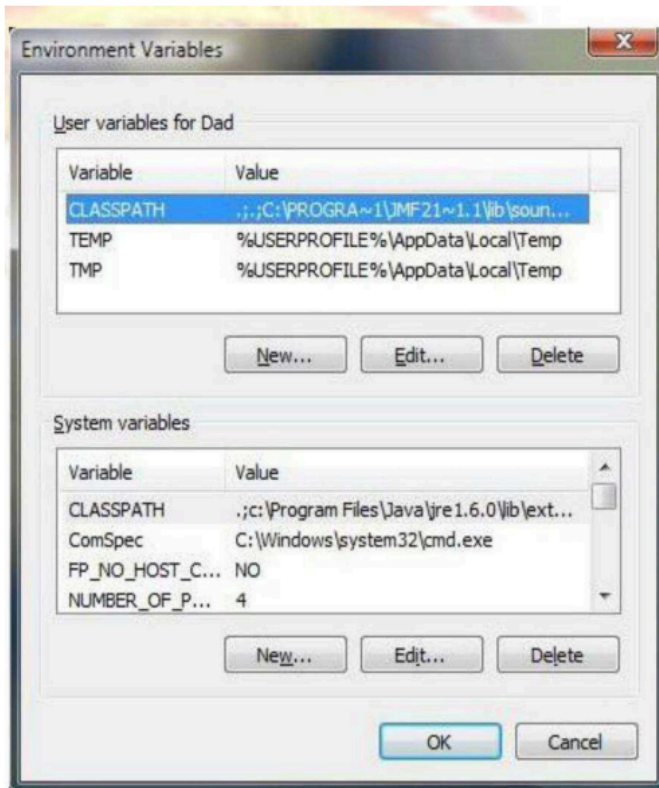 Environment Variables
User variables for Dad
Variable Value
CLASSPATH .;.;C:\PROGRA~1\JMF21~1.1\lib\soun...
TEMP %USERPROFILE%\AppData\Local\Temp
TMP %USERPROFILE%\AppData\Local\Temp
New... Edit... Delete
System variables
Variable Value
CLASSPATH .;c:\Program Files\Java\jre1.6.0\lib\ext...
ComSpec C:\Windows\system32\cmd.exe
FP_NO_HOST_C... NO
NUMBER_OF_P... 4
New... Edit... Delete
OK Cancel